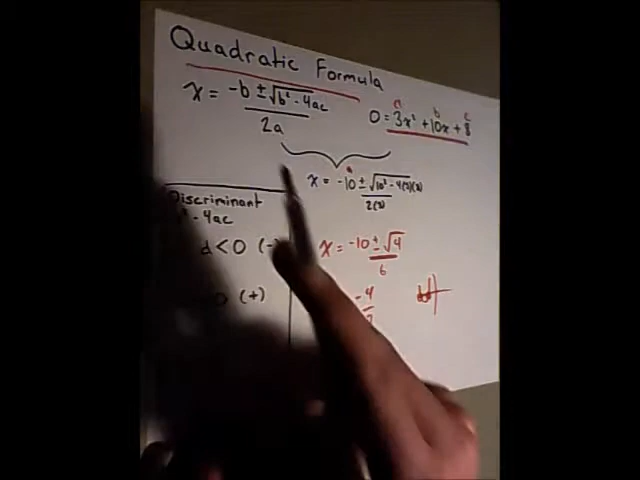 Quadratic Formula
x = -b ± √b² - 4ac
2a
0 = 3x² + 10x + 8
a b c
x = -10 ± √10² - 4(3)(8)
2(3)
Discriminant
- 4ac
d < 0 (-)
x = -10 ± √4
6
0 (+)
-4